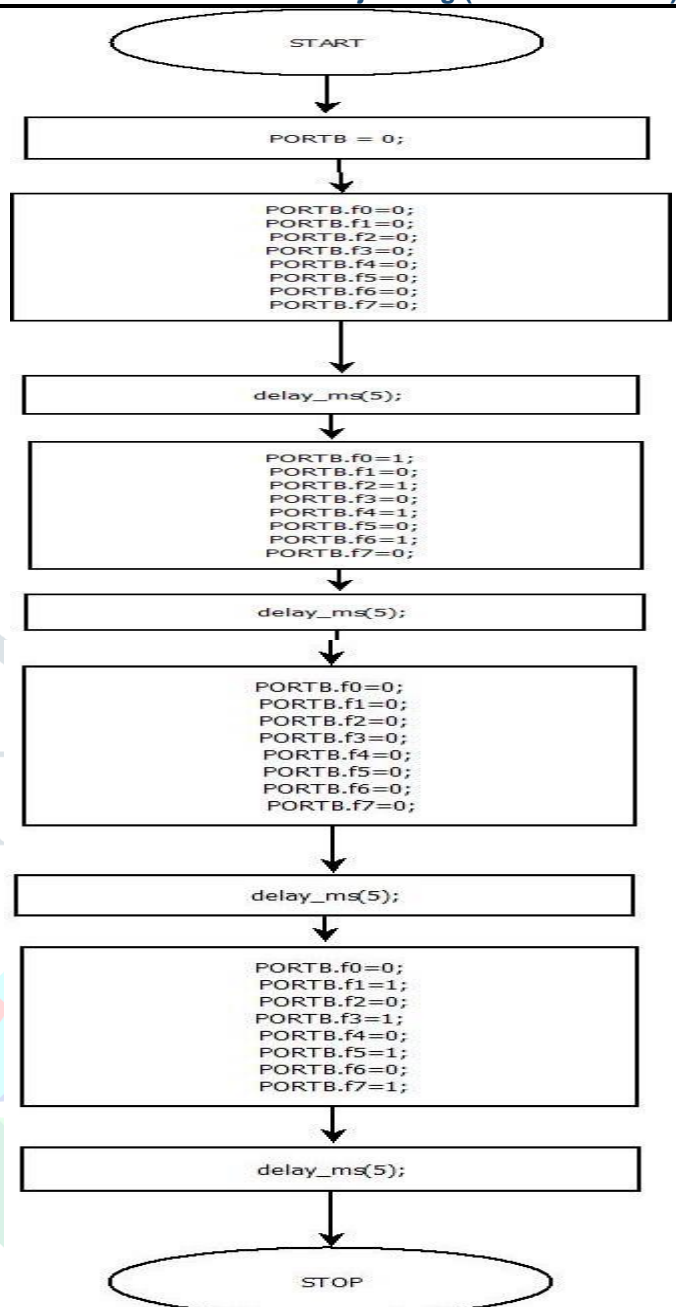 START
PORTB = 0;
PORTB.f0=0;
PORTB.f1=0;
PORTB.f2=0;
PORTB.f3=0;
PORTB.f4=0;
PORTB.f5=0;
PORTB.f6=0;
PORTB.f7=0;
delay_ms(5);
PORTB.f0=1;
PORTB.f1=0;
PORTB.f2=1;
PORTB.f3=0;
PORTB.f4=1;
PORTB.f5=0;
PORTB.f6=1;
PORTB.f7=0;
delay_ms(5);
PORTB.f0=0;
PORTB.f1=0;
PORTB.f2=0;
PORTB.f3=0;
PORTB.f4=0;
PORTB.f5=0;
PORTB.f6=0;
PORTB.f7=0;
delay_ms(5);
PORTB.f0=0;
PORTB.f1=1;
PORTB.f2=0;
PORTB.f3=1;
PORTB.f4=0;
PORTB.f5=1;
PORTB.f6=0;
PORTB.f7=1;
delay_ms(5);
STOP